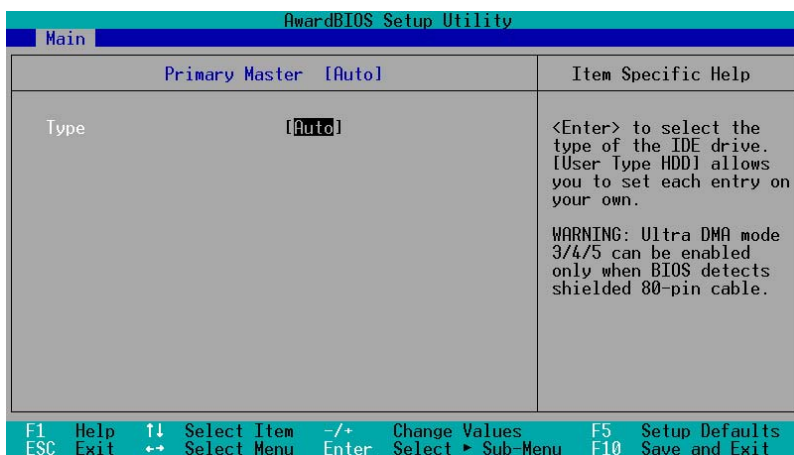 AwardBIOS Setup Utility
Main
Primary Master [Auto]
Item Specific Help
Type [Auto]
<Enter> to select the
type of the IDE drive.
[User Type HDD] allows
you to set each entry on
your own.
WARNING: Ultra DMA mode
3/4/5 can be enabled
only when BIOS detects
shielded 80-pin cable.
F1 Help ↑↓ Select Item -/+ Change Values F5 Setup Defaults
ESC Exit ↔ Select Menu Enter Select ► Sub-Menu F10 Save and Exit